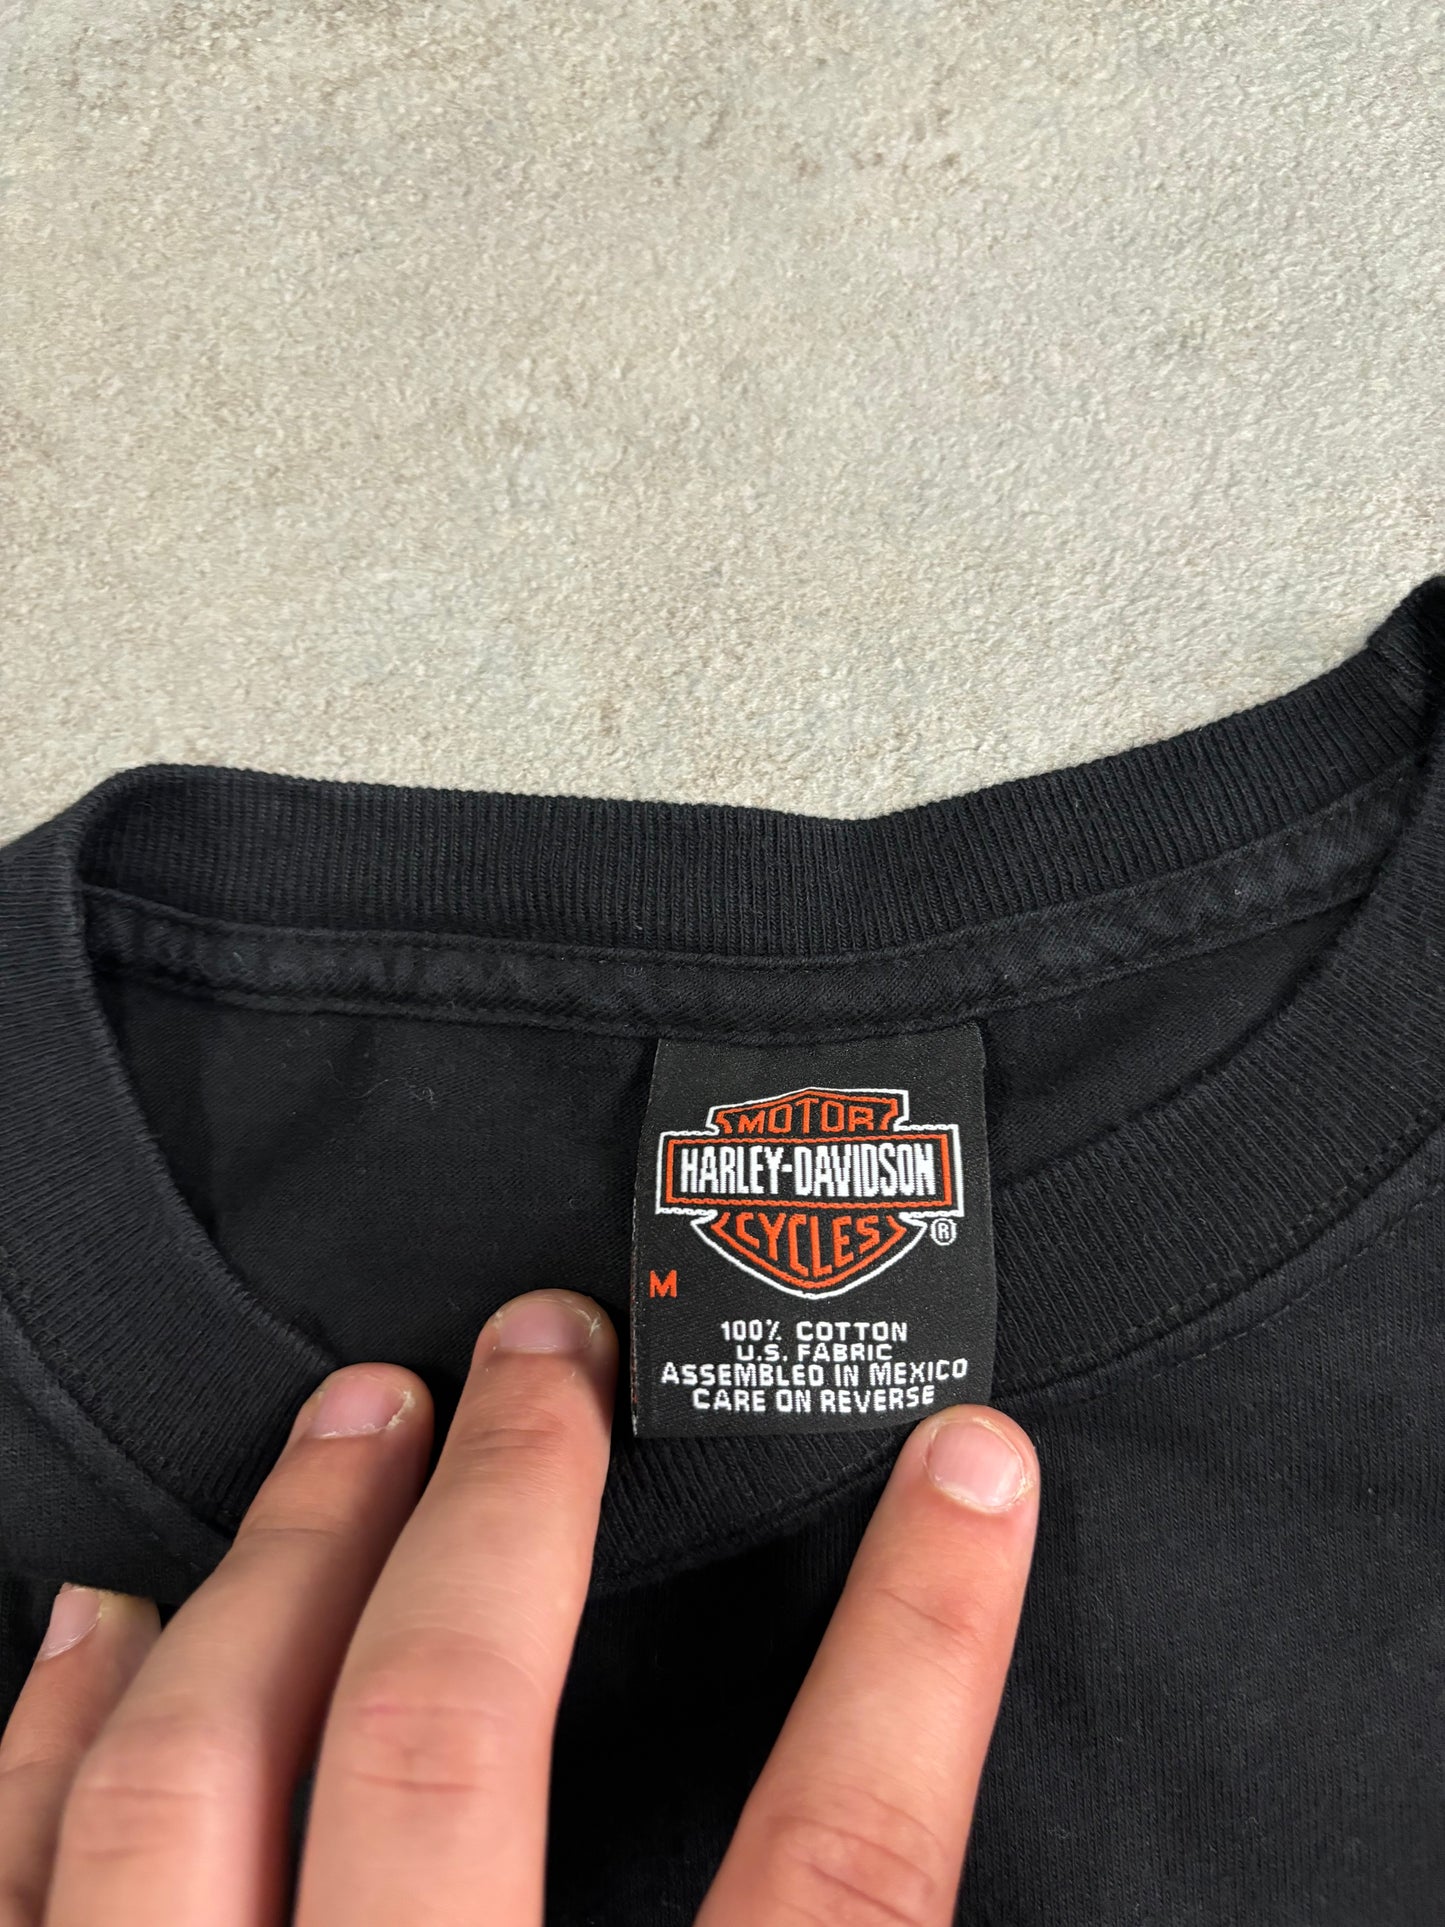 MOTOR
HARLEY-DAVIDSON
CYCLES ®
M
100% COTTON
U.S. FABRIC
ASSEMBLED IN MEXICO
CARE ON REVERSE